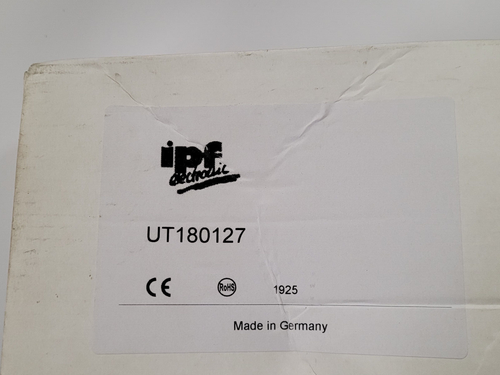 ipf
electronic
UT180127
CE RoHS 1925
Made in Germany